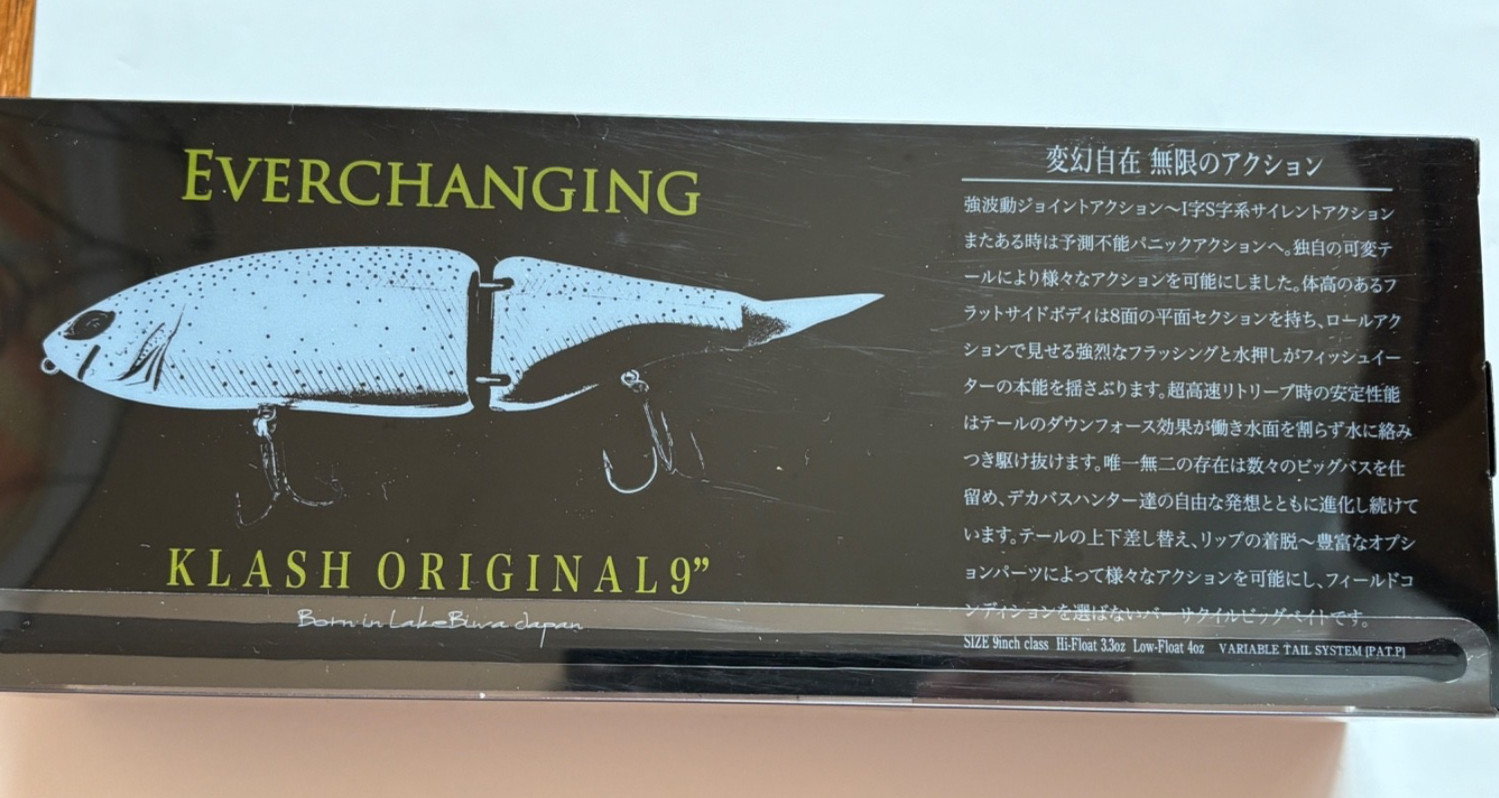 EVERCHANGING
KLASH ORIGINAL 9”
Born in Lake Biwa Japan
変幻自在 無限のアクション
強波動ジョイントアクション〜I字S字系サイレントアクション
またある時は予測不能パニックアクションへ。独自の可変テ
ールにより様々なアクションを可能にしました。体高のあるフ
ラットサイドボディは8面の平面セクションを持ち、ロールアク
ションで見せる強烈なフラッシングと水押しがフィッシュイー
ターの本能を揺さぶります。超高速リトリーブ時の安定性能
はテールのダウンフォース効果が働き水面を割らず水に絡み
つき駆け抜けます。唯一無二の存在は数々のビッグバスを仕
留め、デカバスハンター達の自由な発想とともに進化し続けて
います。テールの上下差し替え、リップの着脱〜豊富なオプシ
ョンパーツによって様々なアクションを可能にし、フィールドコ
ンディションを選ばないバーサタイルビッグベイトです。
SIZE 9inch class Hi-Float 3.3oz Low-Float 4oz VARIABLE TAIL SYSTEM [PAT.P]